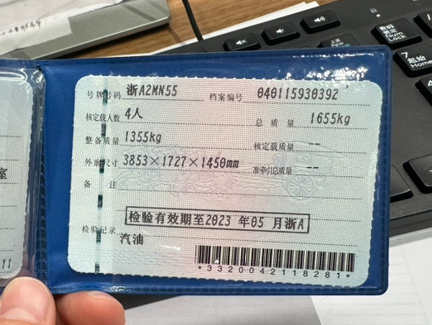 号牌号码 浙A2MN55 档案编号 040115930392
核定载人数 4人 总质量 1655kg
整备质量 1355kg 核定载质量 --
外廓尺寸 3853×1727×1450mm 准牵引总质量 --
备注
检验有效期至2023 年05 月浙A
检验记录
汽油
*3320042118281*